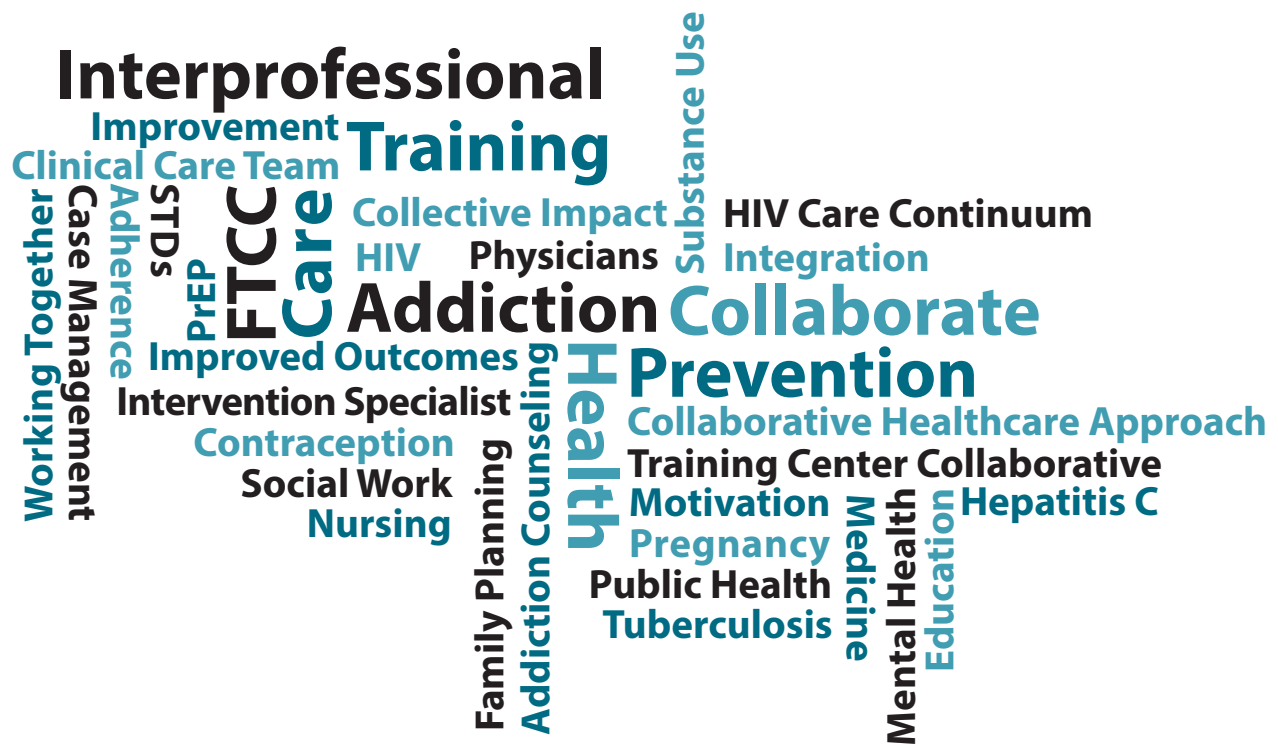 Interprofessional
Improvement
Training
Clinical Care Team
Substance Use
Working Together
Case Management
Adherence
STDs
PrEP
FTCC
Care
Collective Impact
HIV Care Continuum
HIV
Physicians
Integration
Addiction
Collaborate
Improved Outcomes
Health
Prevention
Intervention Specialist
Addiction Counseling
Collaborative Healthcare Approach
Contraception
Family Planning
Training Center Collaborative
Social Work
Motivation
Medicine
Mental Health
Education
Hepatitis C
Nursing
Pregnancy
Public Health
Tuberculosis